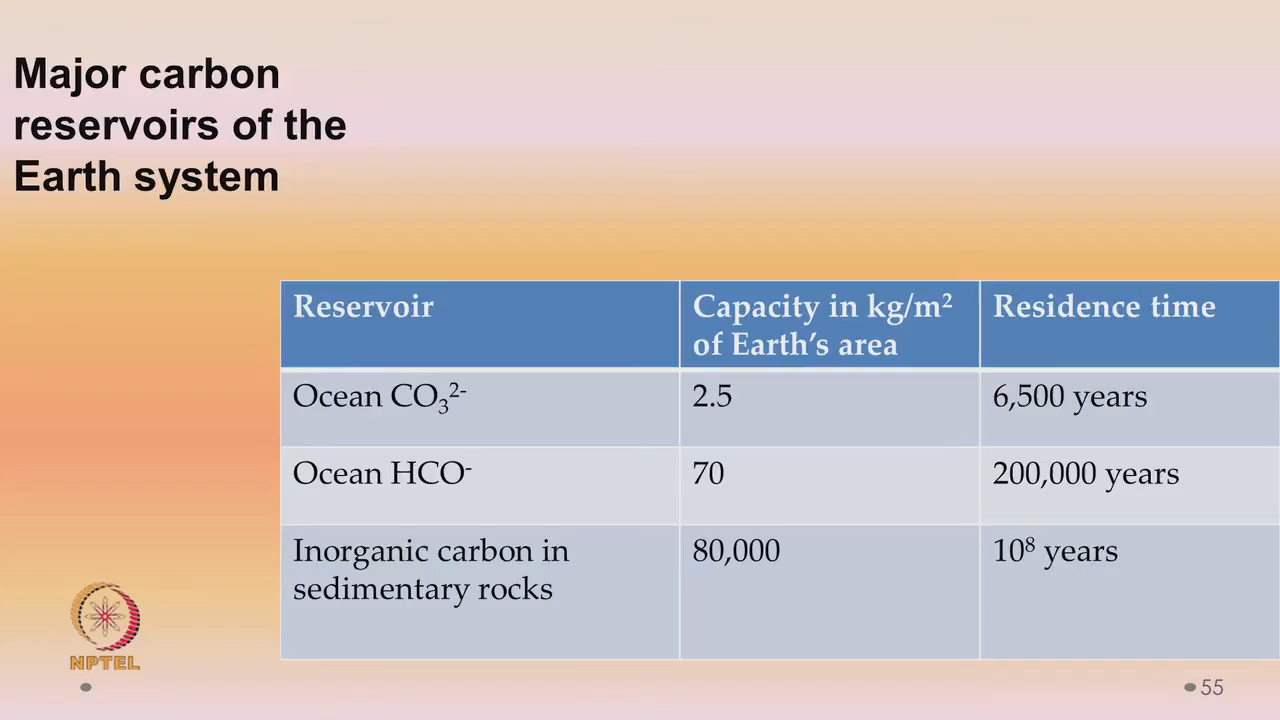 Major carbon
reservoirs of the
Earth system
Reservoir
Capacity in kg/m²
of Earth's area
Residence time
Ocean CO₃²⁻
2.5
6,500 years
Ocean HCO⁻
70
200,000 years
Inorganic carbon in
sedimentary rocks
80,000
10⁸ years
NPTEL
55